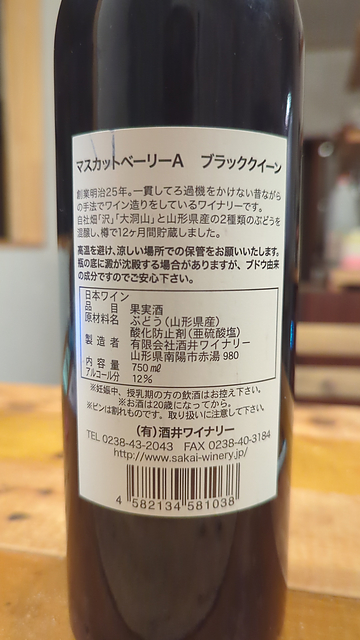 マスカットベーリーA ブラッククイーン
創業明治25年。一貫してろ過機をかけない昔ながら
の手法でワイン造りをしているワイナリーです。
自社畑「沢」「大洞山」と山形県産の2種類のぶどうを
混醸し、樽で12ヶ月間貯蔵しました。
高温を避け、涼しい場所での保管をお願いいたします。
瓶の底に澱が沈殿する場合がありますが、ブドウ由来
の成分ですのでご安心下さい。
日本ワイン
品目 果実酒
原材料名 ぶどう(山形県産)
酸化防止剤(亜硫酸塩)
製造者 有限会社酒井ワイナリー
山形県南陽市赤湯980
内容量 750㎖
アルコール分 12%
※妊娠中、授乳期の方の飲酒はお控え下さい。
※お酒は20歳になってから。
※ビンは割れものです。取り扱いに注意して下さい。
(有)酒井ワイナリー
TEL 0238-43-2043 FAX 0238-40-3184
http://www.sakai-winery.jp/
4 582134 581038